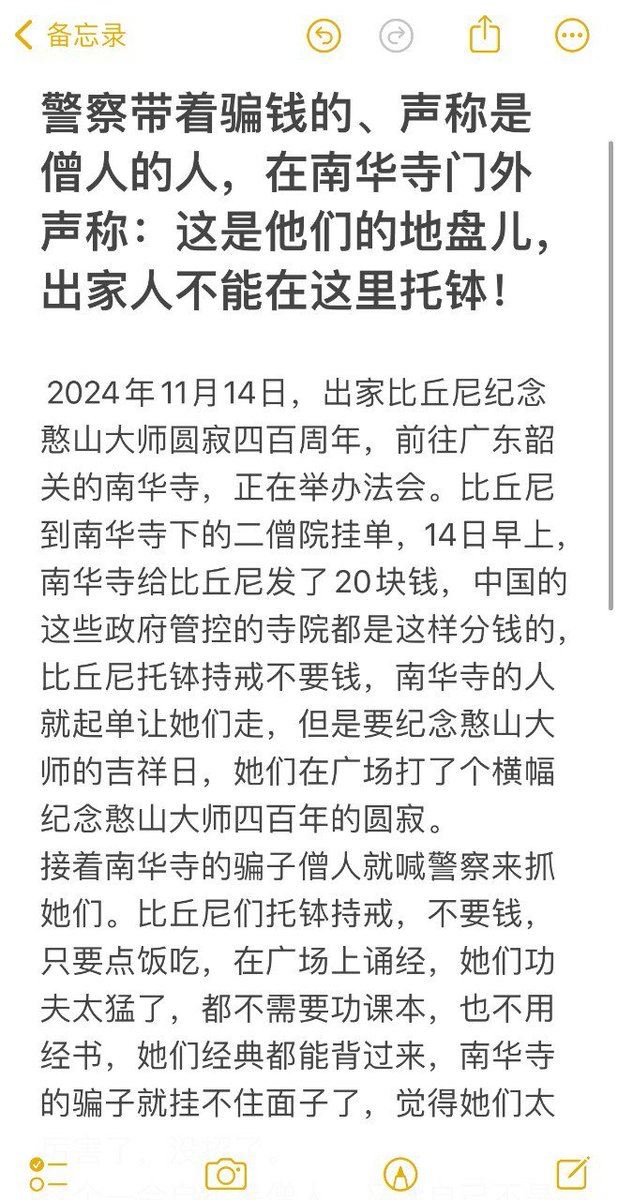 备忘录
警察带着骗钱的、声称是
僧人的人，在南华寺门外
声称：这是他们的地盘儿，
出家人不能在这里托钵！
2024年11月14日，出家比丘尼纪念
憨山大师圆寂四百周年，前往广东韶
关的南华寺，正在举办法会。比丘尼
到南华寺下的二僧院挂单，14日早上，
南华寺给比丘尼发了20块钱，中国的
这些政府管控的寺院都是这样分钱的，
比丘尼托钵持戒不要钱，南华寺的人
就起单让她们走，但是要纪念憨山大
师的吉祥日，她们在广场打了个横幅
纪念憨山大师四百年的圆寂。
接着南华寺的骗子僧人就喊警察来抓
她们。比丘尼们托钵持戒，不要钱，
只要点饭吃，在广场上诵经，她们功
夫太猛了，都不需要功课本，也不用
经书，她们经典都能背过来，南华寺
的骗子就挂不住面子了，觉得她们太